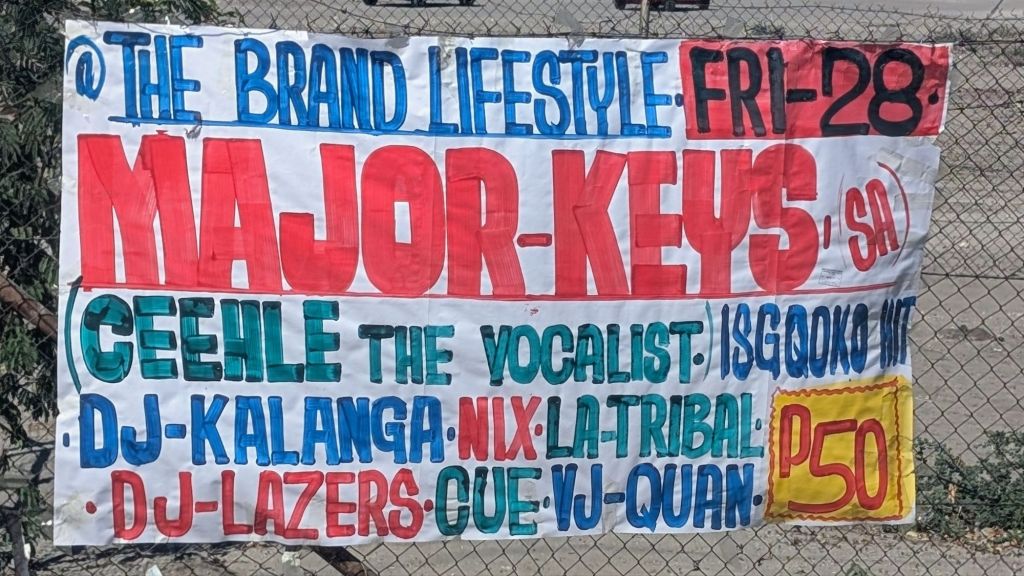 @ THE BRAND LIFESTYLE. FRI-28.
MAJOR-KEYS, (SA)
(CEEHLE THE VOCALIST.) ISGQOKO HIT
. DJ-KALANGA. NIX. LA-TRIBAL. P50
. DJ-LAZERS. CUE. VJ-QUAN.